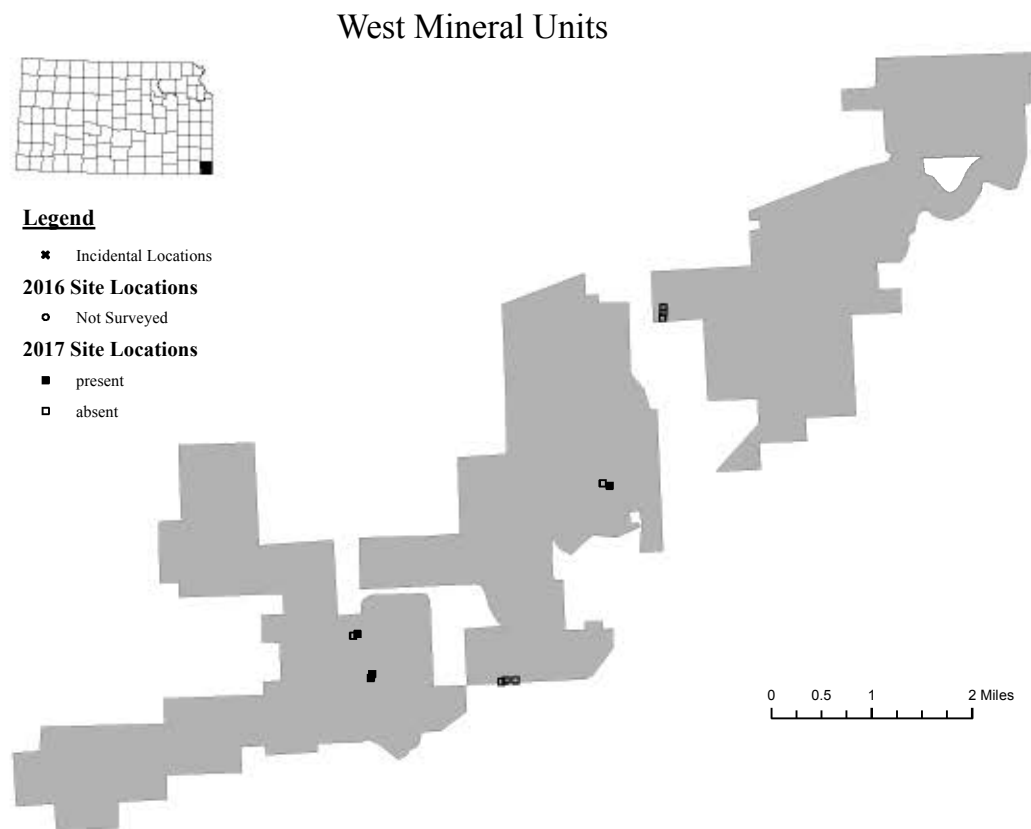 West Mineral Units
Legend
Incidental Locations
2016 Site Locations
Not Surveyed
2017 Site Locations
present
absent
0 0.5 1 2 Miles